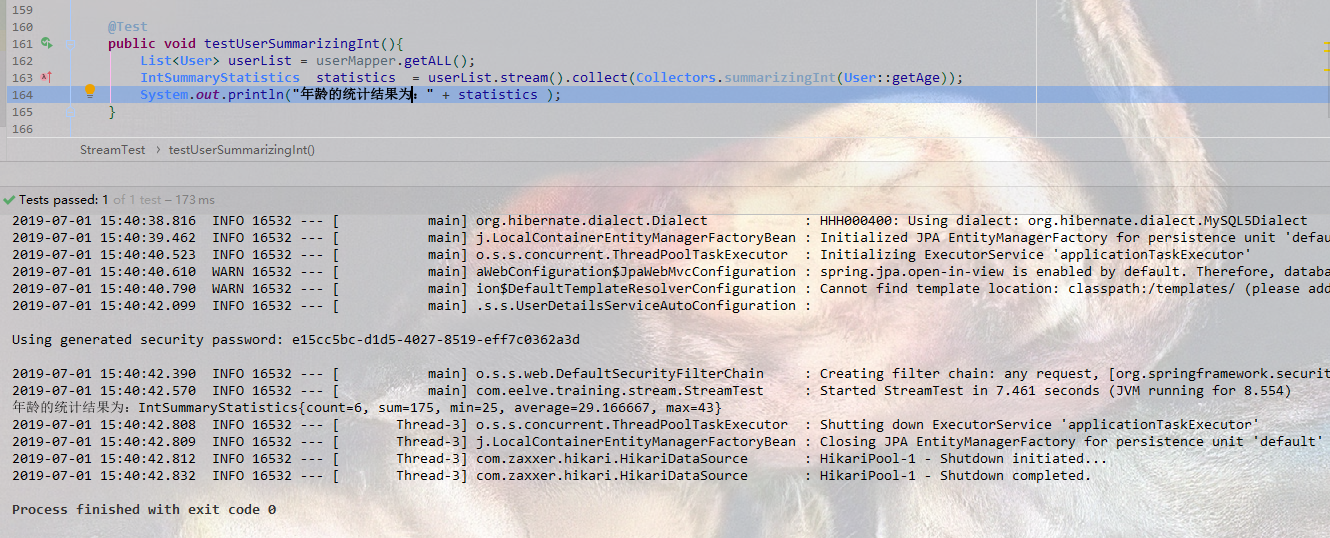 159
160 @Test
161 public void testUserSummarizingInt(){
162 List<User> userList = userMapper.getALL();
163 IntSummaryStatistics statistics = userList.stream().collect(Collectors.summarizingInt(User::getAge));
164 System.out.println("年龄的统计结果为：" + statistics );
165 }
166
StreamTest › testUserSummarizingInt()
Tests passed: 1 of 1 test – 173 ms
2019-07-01 15:40:38.816 INFO 16532 --- [ main] org.hibernate.dialect.Dialect : HHH000400: Using dialect: org.hibernate.dialect.MySQL5Dialect
2019-07-01 15:40:39.462 INFO 16532 --- [ main] j.LocalContainerEntityManagerFactoryBean : Initialized JPA EntityManagerFactory for persistence unit 'defau
2019-07-01 15:40:40.523 INFO 16532 --- [ main] o.s.s.concurrent.ThreadPoolTaskExecutor : Initializing ExecutorService 'applicationTaskExecutor'
2019-07-01 15:40:40.610 WARN 16532 --- [ main] aWebConfiguration$JpaWebMvcConfiguration : spring.jpa.open-in-view is enabled by default. Therefore, databa
2019-07-01 15:40:40.790 WARN 16532 --- [ main] ion$DefaultTemplateResolverConfiguration : Cannot find template location: classpath:/templates/ (please add
2019-07-01 15:40:42.099 INFO 16532 --- [ main] .s.s.UserDetailsServiceAutoConfiguration :
Using generated security password: e15cc5bc-d1d5-4027-8519-eff7c0362a3d
2019-07-01 15:40:42.390 INFO 16532 --- [ main] o.s.s.web.DefaultSecurityFilterChain : Creating filter chain: any request, [org.springframework.securit
2019-07-01 15:40:42.570 INFO 16532 --- [ main] com.eelve.training.stream.StreamTest : Started StreamTest in 7.461 seconds (JVM running for 8.554)
年龄的统计结果为：IntSummaryStatistics{count=6, sum=175, min=25, average=29.166667, max=43}
2019-07-01 15:40:42.808 INFO 16532 --- [ Thread-3] o.s.s.concurrent.ThreadPoolTaskExecutor : Shutting down ExecutorService 'applicationTaskExecutor'
2019-07-01 15:40:42.809 INFO 16532 --- [ Thread-3] j.LocalContainerEntityManagerFactoryBean : Closing JPA EntityManagerFactory for persistence unit 'default'
2019-07-01 15:40:42.812 INFO 16532 --- [ Thread-3] com.zaxxer.hikari.HikariDataSource : HikariPool-1 - Shutdown initiated...
2019-07-01 15:40:42.832 INFO 16532 --- [ Thread-3] com.zaxxer.hikari.HikariDataSource : HikariPool-1 - Shutdown completed.
Process finished with exit code 0